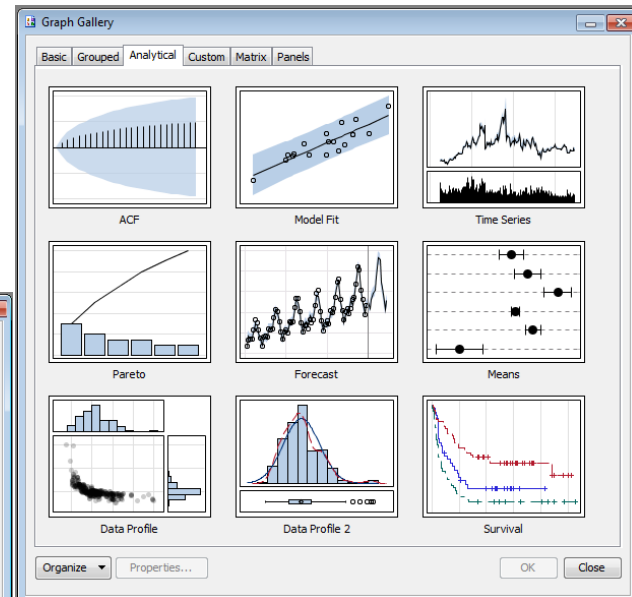 Graph Gallery
Basic Grouped Analytical Custom Matrix Panels
ACF Model Fit Time Series
Pareto Forecast Means
Data Profile Data Profile 2 Survival
Organize Properties... OK Close